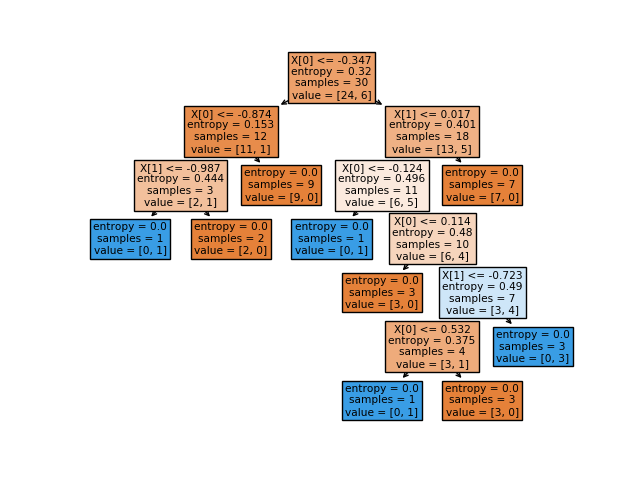 X[0] <= -0.347
entropy = 0.32
samples = 30
value = [24, 6]
X[0] <= -0.874
entropy = 0.153
samples = 12
value = [11, 1]
X[1] <= 0.017
entropy = 0.401
samples = 18
value = [13, 5]
X[1] <= -0.987
entropy = 0.444
samples = 3
value = [2, 1]
entropy = 0.0
samples = 9
value = [9, 0]
X[0] <= -0.124
entropy = 0.496
samples = 11
value = [6, 5]
entropy = 0.0
samples = 7
value = [7, 0]
entropy = 0.0
samples = 1
value = [0, 1]
entropy = 0.0
samples = 2
value = [2, 0]
entropy = 0.0
samples = 1
value = [0, 1]
X[0] <= 0.114
entropy = 0.48
samples = 10
value = [6, 4]
entropy = 0.0
samples = 3
value = [3, 0]
X[1] <= -0.723
entropy = 0.49
samples = 7
value = [3, 4]
X[0] <= 0.532
entropy = 0.375
samples = 4
value = [3, 1]
entropy = 0.0
samples = 3
value = [0, 3]
entropy = 0.0
samples = 1
value = [0, 1]
entropy = 0.0
samples = 3
value = [3, 0]